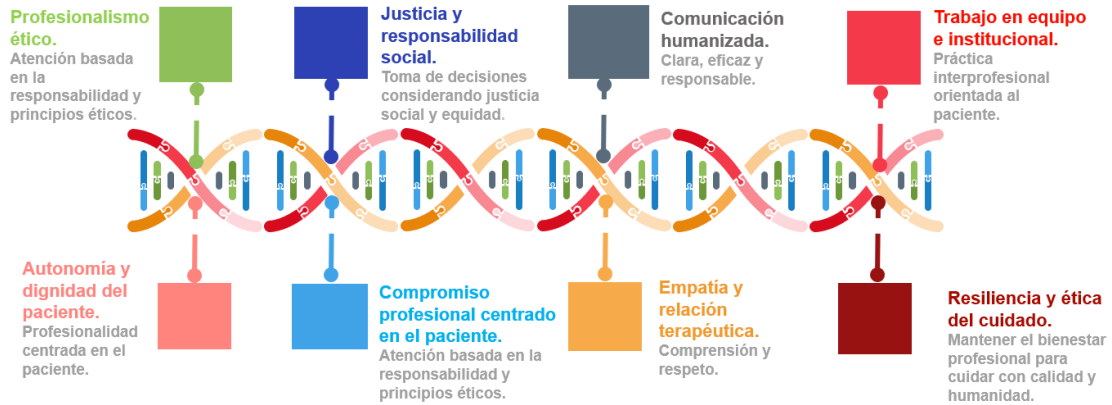 Profesionalismo
ético.
Atención basada
en la
responsabilidad y
principios éticos.
Justicia y
responsabilidad
social.
Toma de decisiones
considerando justicia
social y equidad.
Comunicación
humanizada.
Clara, eficaz y
responsable.
Trabajo en equipo
e institucional.
Práctica
interprofesional
orientada al
paciente.
Autonomía y
dignidad del
paciente.
Profesionalidad
centrada en el
paciente.
Compromiso
profesional centrado
en el paciente.
Atención basada en la
responsabilidad y
principios éticos.
Empatía y
relación
terapéutica.
Comprensión y
respeto.
Resiliencia y ética
del cuidado.
Mantener el bienestar
profesional para
cuidar con calidad y
humanidad.